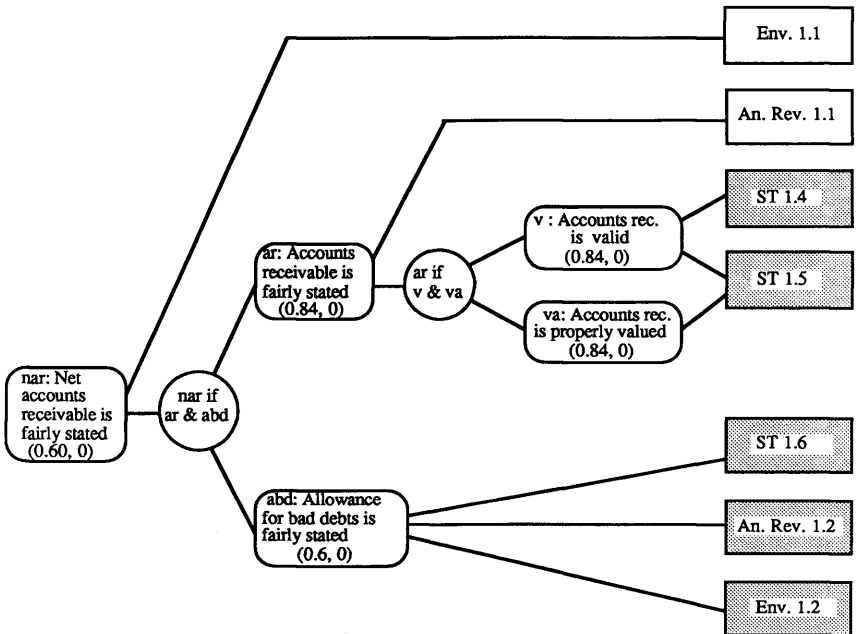 Env. 1.1
An. Rev. 1.1
ST 1.4
v : Accounts rec.
is valid
(0.84, 0)
ar: Accounts
receivable is
fairly stated
(0.84, 0)
ar if
v & va
ST 1.5
va: Accounts rec.
is properly valued
(0.84, 0)
nar: Net
accounts
receivable is
fairly stated
(0.60, 0)
nar if
ar & abd
ST 1.6
abd: Allowance
for bad debts is
fairly stated
(0.6, 0)
An. Rev. 1.2
Env. 1.2